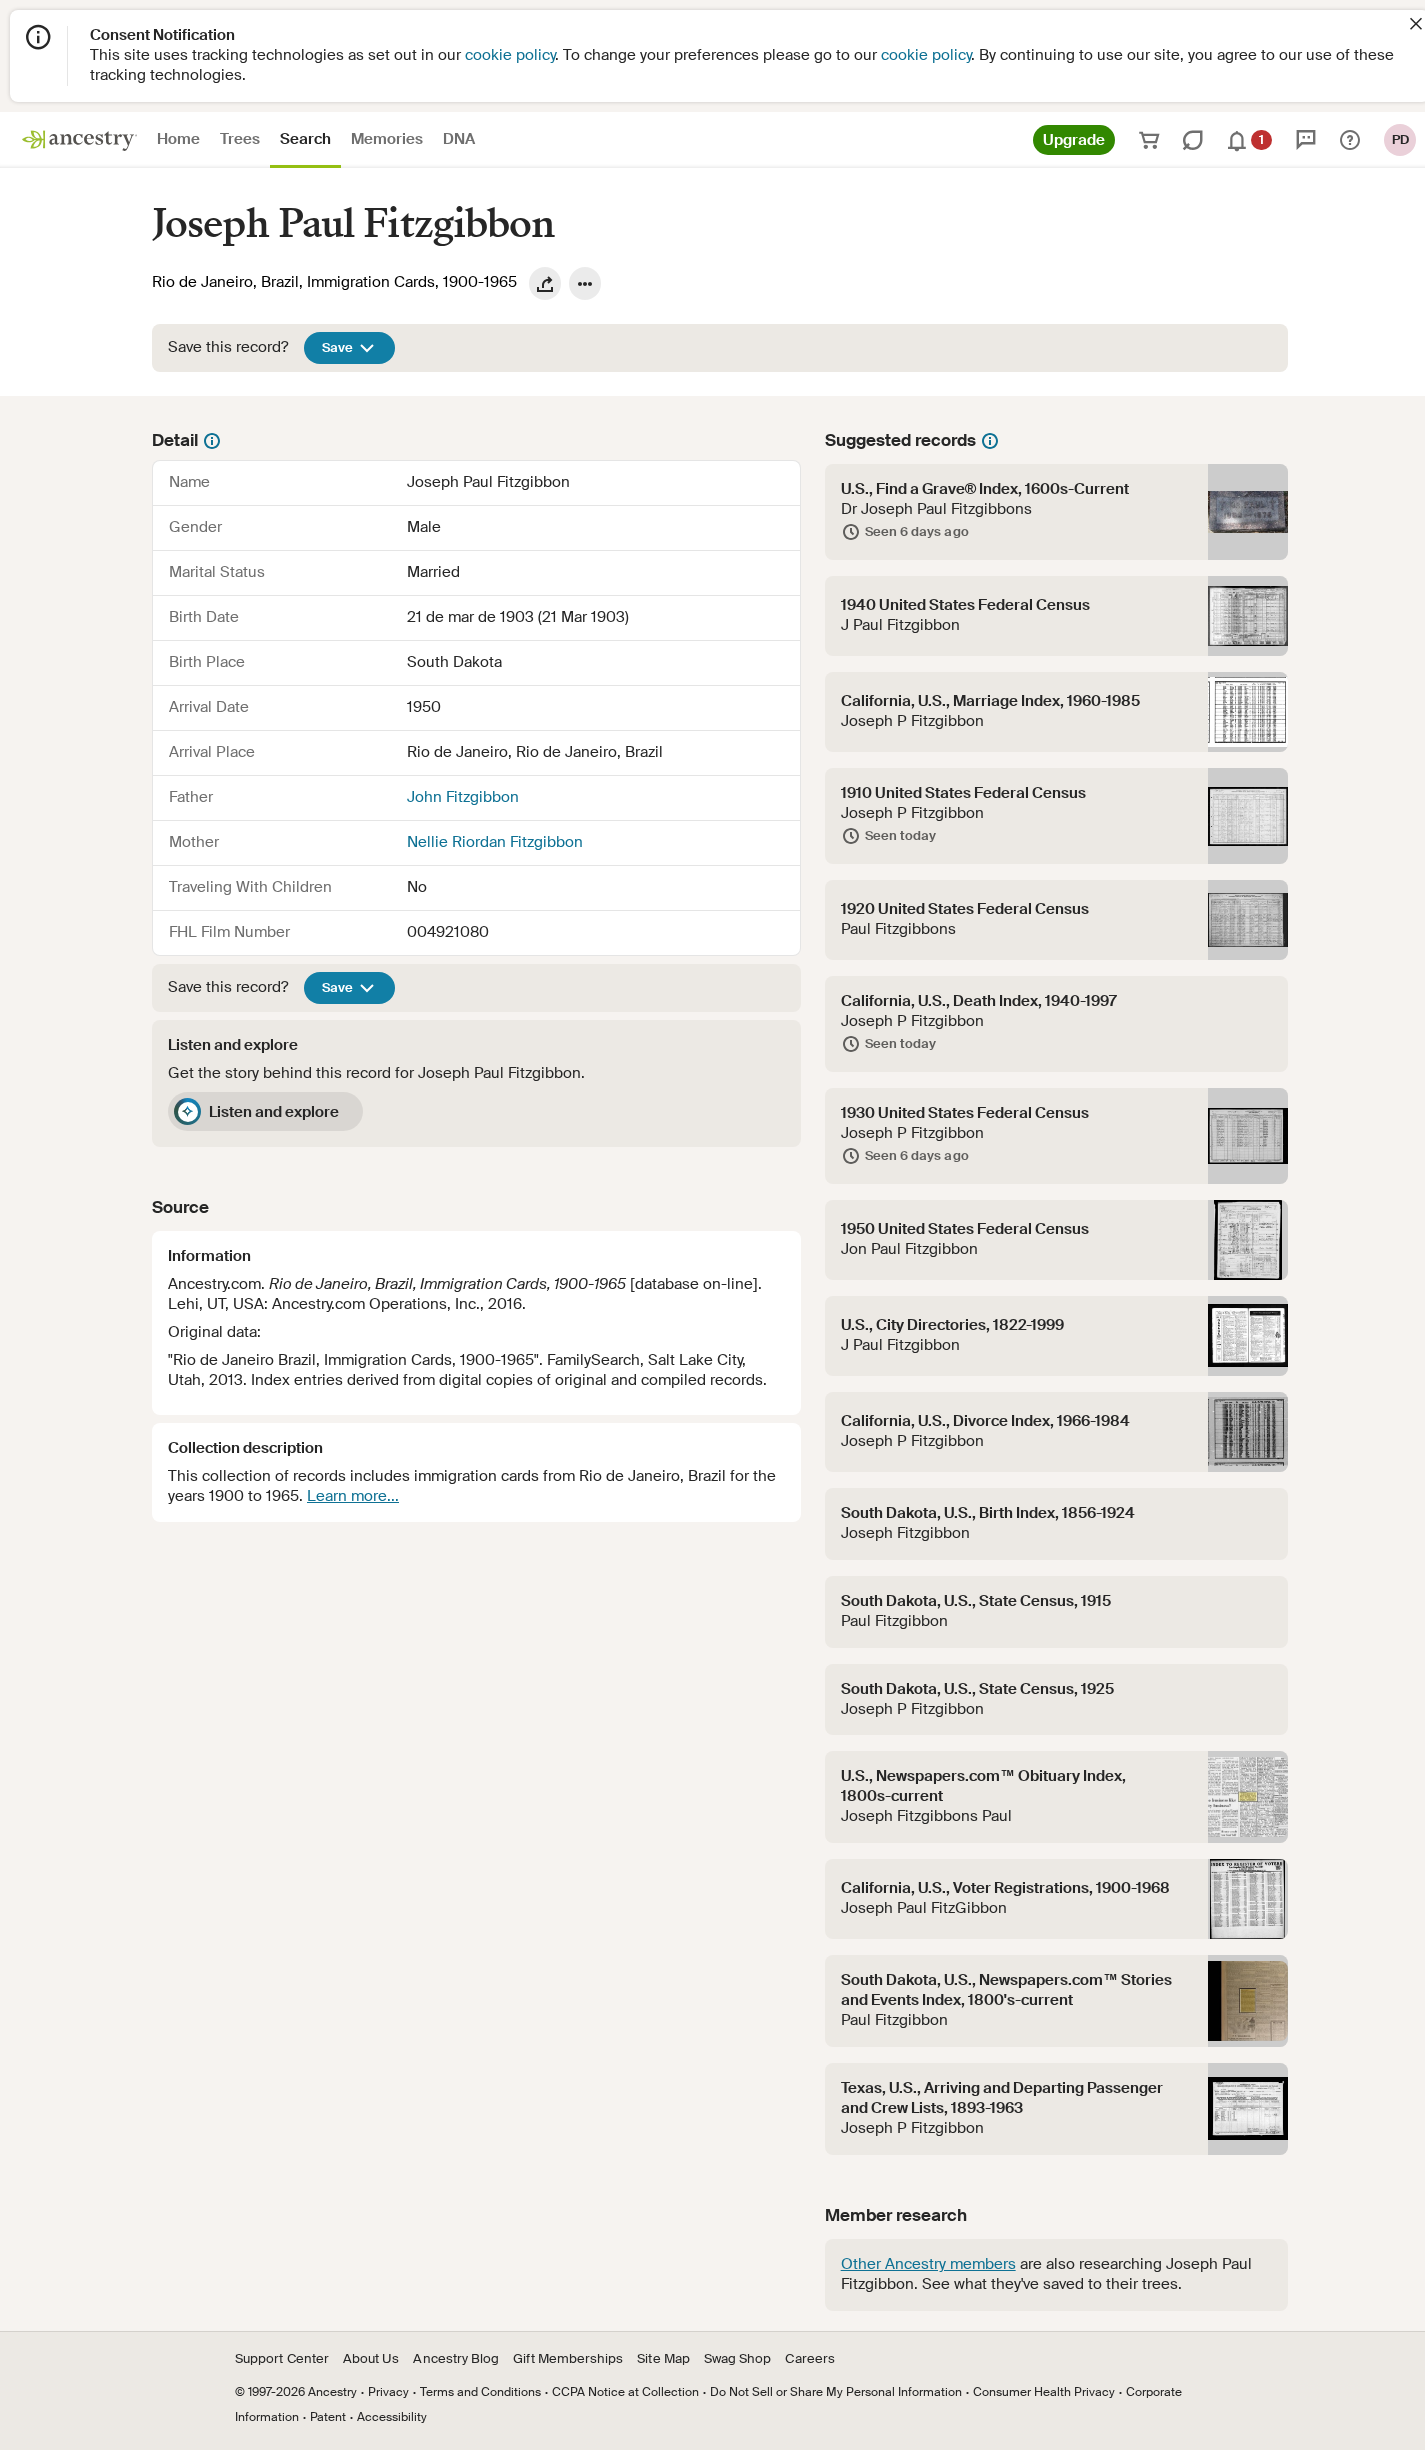 Consent Notification
This site uses tracking technologies as set out in our cookie policy. To change your preferences please go to our cookie policy. By continuing to use our site, you agree to our use of these
tracking technologies.
ancestry Home Trees Search Memories DNA Upgrade 1 PD
Joseph Paul Fitzgibbon
Rio de Janeiro, Brazil, Immigration Cards, 1900-1965
Save this record? Save
Detail
Name Joseph Paul Fitzgibbon
Gender Male
Marital Status Married
Birth Date 21 de mar de 1903 (21 Mar 1903)
Birth Place South Dakota
Arrival Date 1950
Arrival Place Rio de Janeiro, Rio de Janeiro, Brazil
Father John Fitzgibbon
Mother Nellie Riordan Fitzgibbon
Traveling With Children No
FHL Film Number 004921080
Save this record? Save
Listen and explore
Get the story behind this record for Joseph Paul Fitzgibbon.
Listen and explore
Source
Information
Ancestry.com. Rio de Janeiro, Brazil, Immigration Cards, 1900-1965 [database on-line].
Lehi, UT, USA: Ancestry.com Operations, Inc., 2016.
Original data:
"Rio de Janeiro Brazil, Immigration Cards, 1900-1965". FamilySearch, Salt Lake City,
Utah, 2013. Index entries derived from digital copies of original and compiled records.
Collection description
This collection of records includes immigration cards from Rio de Janeiro, Brazil for the
years 1900 to 1965. Learn more...
Suggested records
U.S., Find a Grave® Index, 1600s-Current
Dr Joseph Paul Fitzgibbons
Seen 6 days ago
1940 United States Federal Census
J Paul Fitzgibbon
California, U.S., Marriage Index, 1960-1985
Joseph P Fitzgibbon
1910 United States Federal Census
Joseph P Fitzgibbon
Seen today
1920 United States Federal Census
Paul Fitzgibbons
California, U.S., Death Index, 1940-1997
Joseph P Fitzgibbon
Seen today
1930 United States Federal Census
Joseph P Fitzgibbon
Seen 6 days ago
1950 United States Federal Census
Jon Paul Fitzgibbon
U.S., City Directories, 1822-1999
J Paul Fitzgibbon
California, U.S., Divorce Index, 1966-1984
Joseph P Fitzgibbon
South Dakota, U.S., Birth Index, 1856-1924
Joseph Fitzgibbon
South Dakota, U.S., State Census, 1915
Paul Fitzgibbon
South Dakota, U.S., State Census, 1925
Joseph P Fitzgibbon
U.S., Newspapers.com™ Obituary Index,
1800s-current
Joseph Fitzgibbons Paul
California, U.S., Voter Registrations, 1900-1968
Joseph Paul FitzGibbon
INDEX TO REGISTER OF VOTERS
South Dakota, U.S., Newspapers.com™ Stories
and Events Index, 1800's-current
Paul Fitzgibbon
Texas, U.S., Arriving and Departing Passenger
and Crew Lists, 1893-1963
Joseph P Fitzgibbon
Member research
Other Ancestry members are also researching Joseph Paul
Fitzgibbon. See what they've saved to their trees.
Support Center About Us Ancestry Blog Gift Memberships Site Map Swag Shop Careers
© 1997-2026 Ancestry • Privacy • Terms and Conditions • CCPA Notice at Collection • Do Not Sell or Share My Personal Information • Consumer Health Privacy • Corporate
Information • Patent • Accessibility